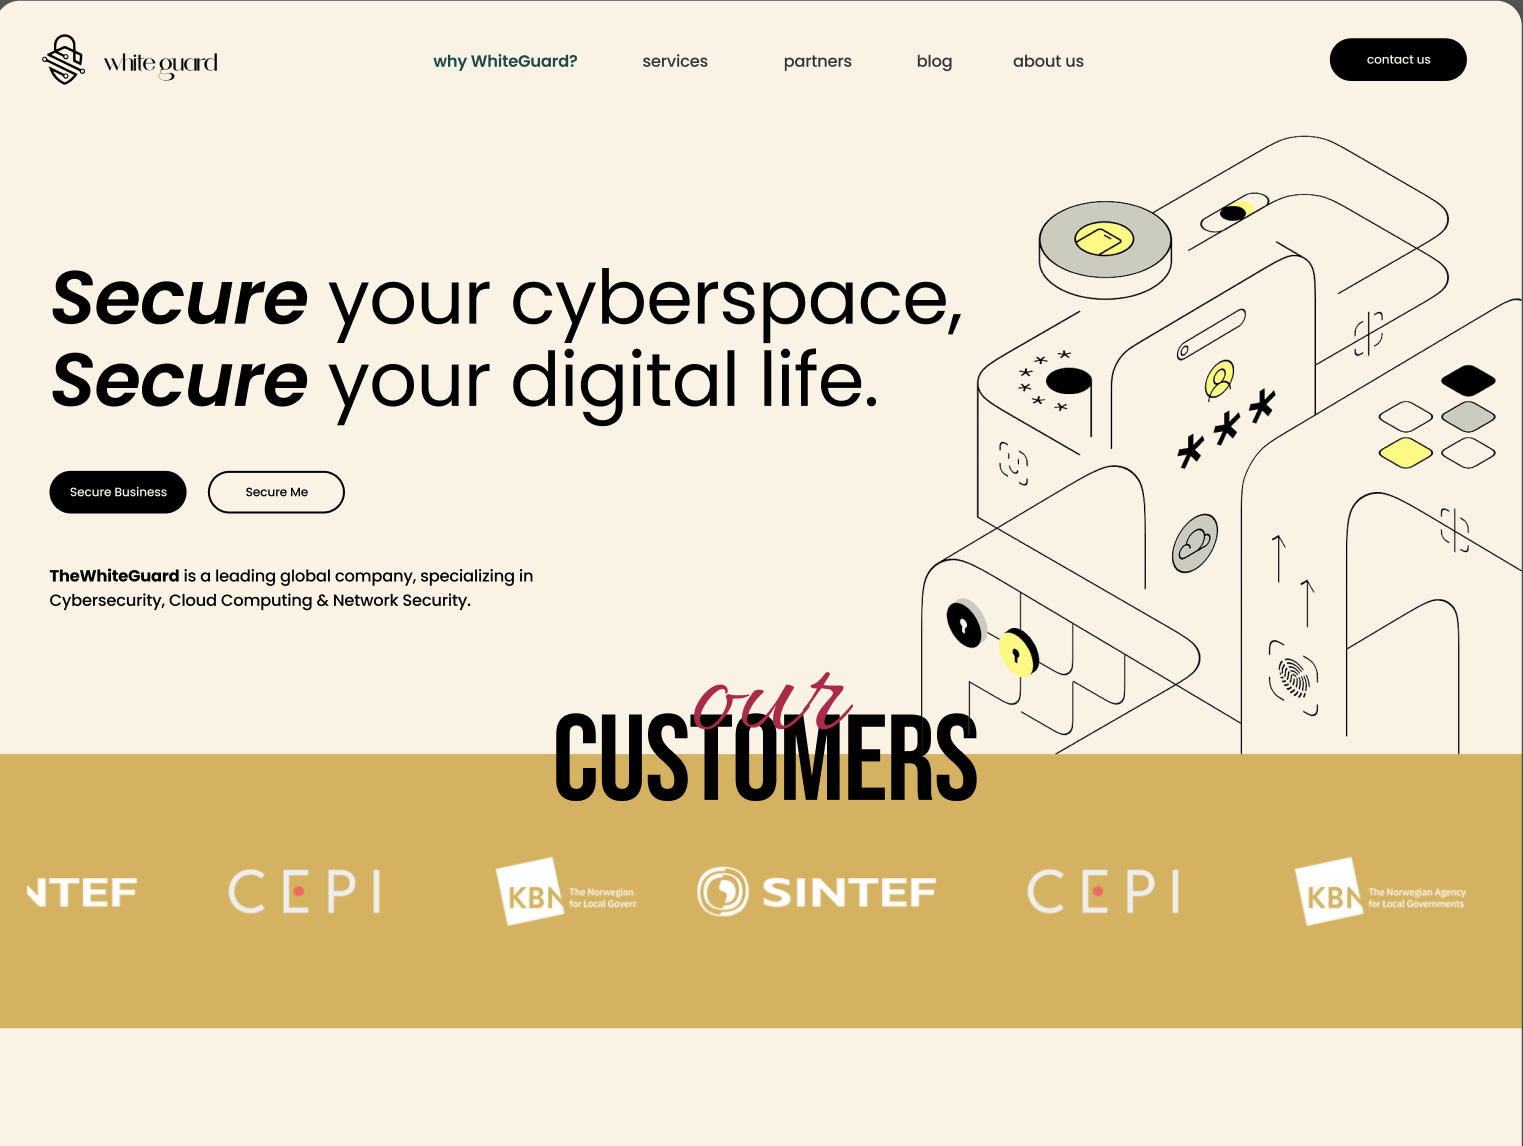 white guard
why WhiteGuard?
services
partners
blog
about us
contact us
Secure your cyberspace,
Secure your digital life.
Secure Business
Secure Me
TheWhiteGuard is a leading global company, specializing in
Cybersecurity, Cloud Computing & Network Security.
our
CUSTOMERS
NTEF
CEPI
KBN
The Norwegian
for Local Goverr
SINTEF
CEPI
KBN
The Norwegian Agency
for Local Governments